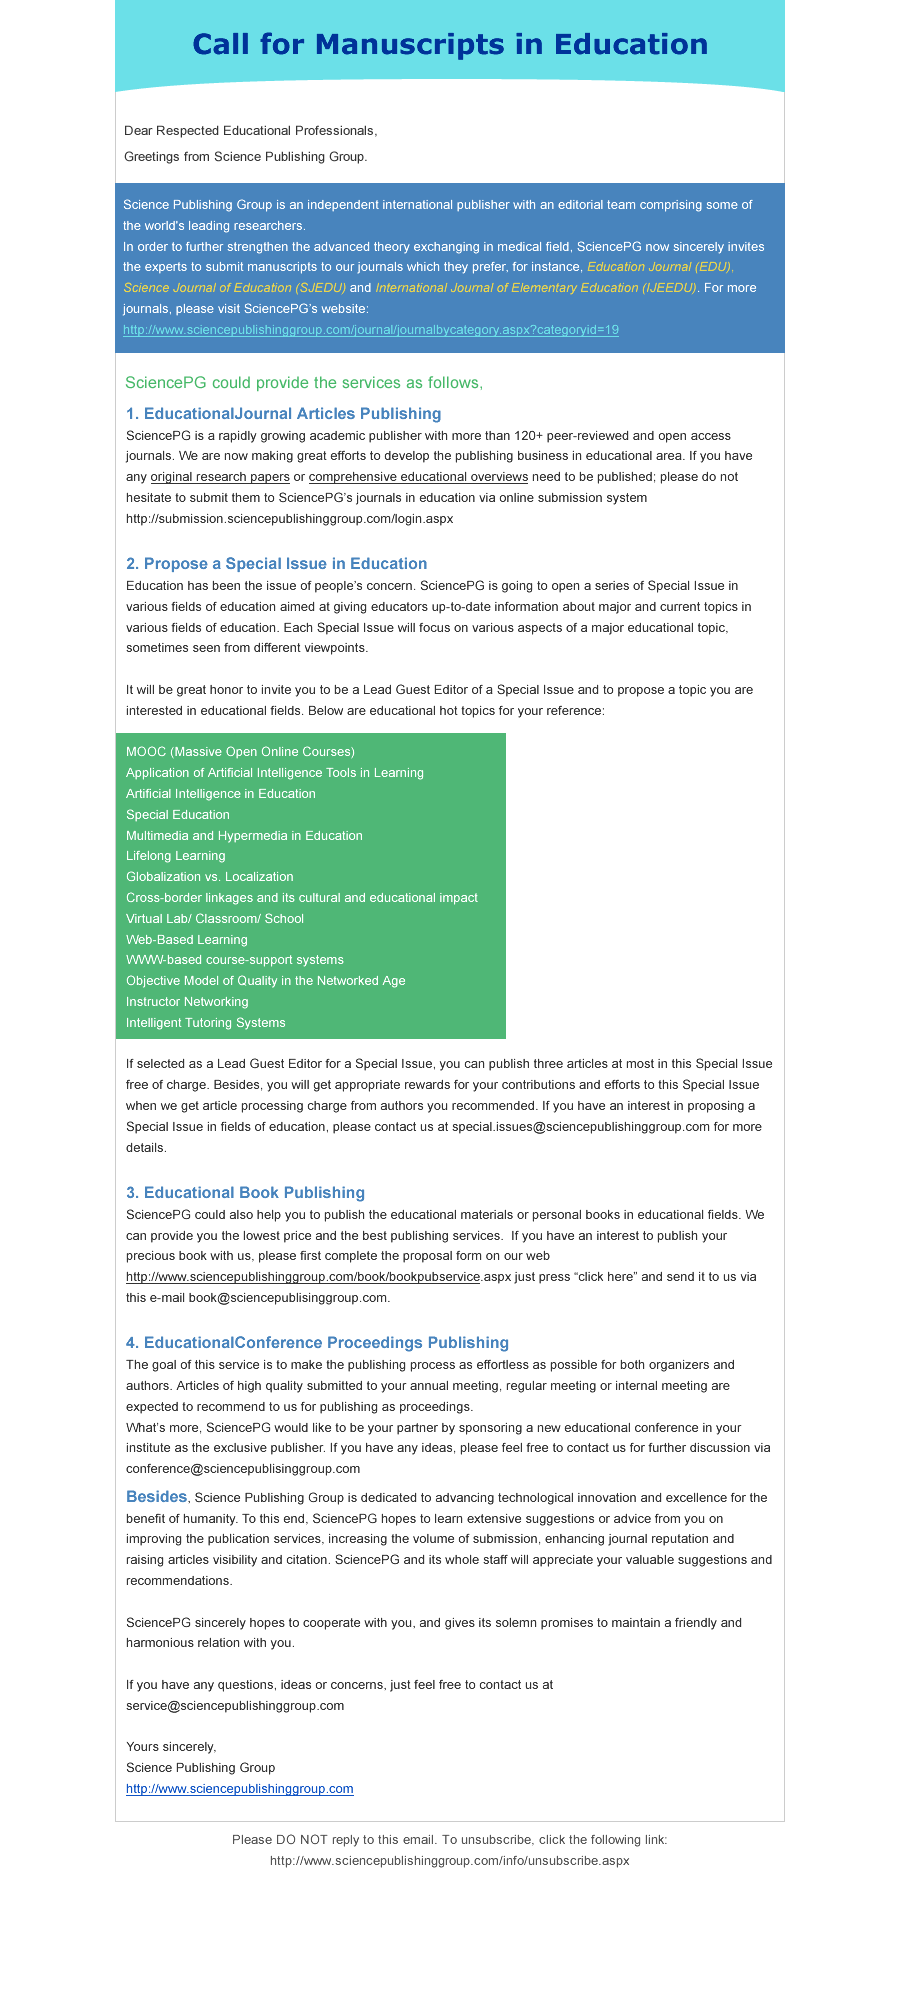 Call for Manuscripts in Education
Dear Respected Educational Professionals,
Greetings from Science Publishing Group.
Science Publishing Group is an independent international publisher with an editorial team comprising some of
the world's leading researchers.
In order to further strengthen the advanced theory exchanging in medical field, SciencePG now sincerely invites
the experts to submit manuscripts to our journals which they prefer, for instance, Education Journal (EDU),
Science Journal of Education (SJEDU) and International Journal of Elementary Education (IJEEDU). For more
journals, please visit SciencePG's website:
http://www.sciencepublishinggroup.com/journal/journalbycategory.aspx?categoryid=19
SciencePG could provide the services as follows,
1. EducationalJournal Articles Publishing
SciencePG is a rapidly growing academic publisher with more than 120+ peer-reviewed and open access
journals. We are now making great efforts to develop the publishing business in educational area. If you have
any original research papers or comprehensive educational overviews need to be published; please do not
hesitate to submit them to SciencePG's journals in education via online submission system
http://submission.sciencepublishinggroup.com/login.aspx
2. Propose a Special Issue in Education
Education has been the issue of people's concern. SciencePG is going to open a series of Special Issue in
various fields of education aimed at giving educators up-to-date information about major and current topics in
various fields of education. Each Special Issue will focus on various aspects of a major educational topic,
sometimes seen from different viewpoints.
It will be great honor to invite you to be a Lead Guest Editor of a Special Issue and to propose a topic you are
interested in educational fields. Below are educational hot topics for your reference:
MOOC (Massive Open Online Courses)
Application of Artificial Intelligence Tools in Learning
Artificial Intelligence in Education
Special Education
Multimedia and Hypermedia in Education
Lifelong Learning
Globalization vs. Localization
Cross-border linkages and its cultural and educational impact
Virtual Lab/ Classroom/ School
Web-Based Learning
WWW-based course-support systems
Objective Model of Quality in the Networked Age
Instructor Networking
Intelligent Tutoring Systems
If selected as a Lead Guest Editor for a Special Issue, you can publish three articles at most in this Special Issue
free of charge. Besides, you will get appropriate rewards for your contributions and efforts to this Special Issue
when we get article processing charge from authors you recommended. If you have an interest in proposing a
Special Issue in fields of education, please contact us at special.issues@sciencepublishinggroup.com for more
details.
3. Educational Book Publishing
SciencePG could also help you to publish the educational materials or personal books in educational fields. We
can provide you the lowest price and the best publishing services.  If you have an interest to publish your
precious book with us, please first complete the proposal form on our web
http://www.sciencepublishinggroup.com/book/bookpubservice.aspx just press “click here” and send it to us via
this e-mail book@sciencepublisinggroup.com.
4. EducationalConference Proceedings Publishing
The goal of this service is to make the publishing process as effortless as possible for both organizers and
authors. Articles of high quality submitted to your annual meeting, regular meeting or internal meeting are
expected to recommend to us for publishing as proceedings.
What's more, SciencePG would like to be your partner by sponsoring a new educational conference in your
institute as the exclusive publisher. If you have any ideas, please feel free to contact us for further discussion via
conference@sciencepublisinggroup.com
Besides, Science Publishing Group is dedicated to advancing technological innovation and excellence for the
benefit of humanity. To this end, SciencePG hopes to learn extensive suggestions or advice from you on
improving the publication services, increasing the volume of submission, enhancing journal reputation and
raising articles visibility and citation. SciencePG and its whole staff will appreciate your valuable suggestions and
recommendations.
SciencePG sincerely hopes to cooperate with you, and gives its solemn promises to maintain a friendly and
harmonious relation with you.
If you have any questions, ideas or concerns, just feel free to contact us at
service@sciencepublishinggroup.com
Yours sincerely,
Science Publishing Group
http://www.sciencepublishinggroup.com
Please DO NOT reply to this email. To unsubscribe, click the following link:
http://www.sciencepublishinggroup.com/info/unsubscribe.aspx